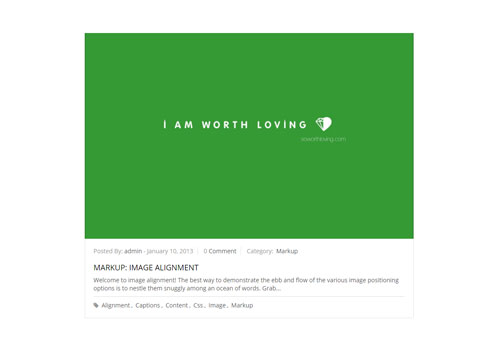 i AM WORTH LOViNG
soworthloving.com
Posted By: admin - January 10, 2013 0 Comment Category: Markup
MARKUP: IMAGE ALIGNMENT
Welcome to image alignment! The best way to demonstrate the ebb and flow of the various image positioning
options is to nestle them snuggly among an ocean of words. Grab...
Alignment, Captions, Content, Css, Image, Markup